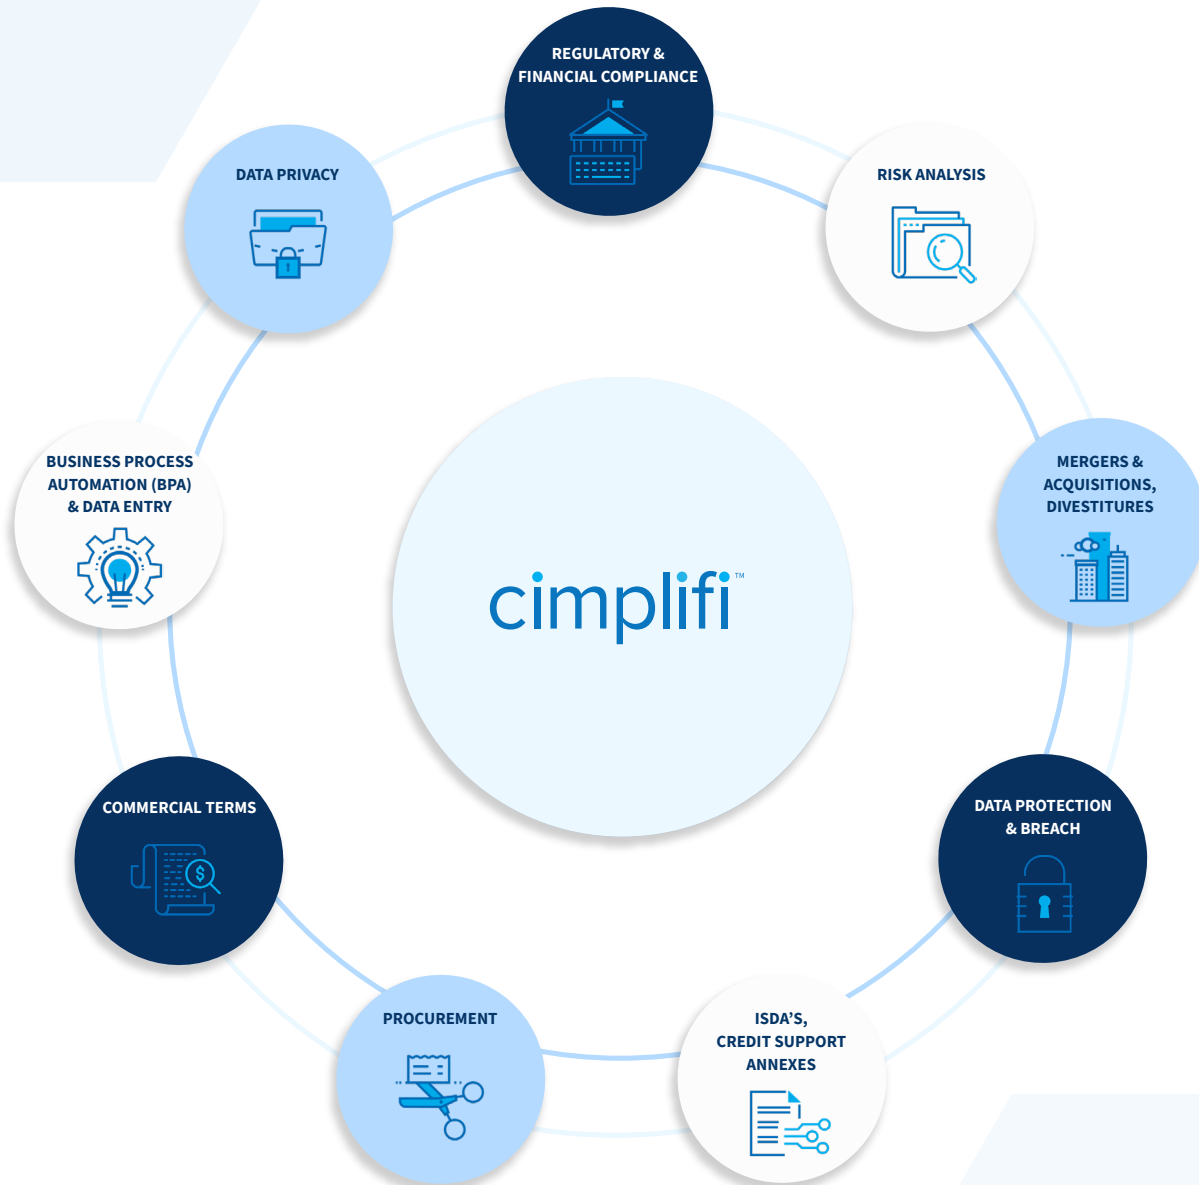 REGULATORY &
FINANCIAL COMPLIANCE
DATA PRIVACY
RISK ANALYSIS
BUSINESS PROCESS
AUTOMATION (BPA)
& DATA ENTRY
MERGERS &
ACQUISITIONS,
DIVESTITURES
cimplifi™
COMMERCIAL TERMS
$
DATA PROTECTION
& BREACH
PROCUREMENT
ISDA'S,
CREDIT SUPPORT
ANNEXES